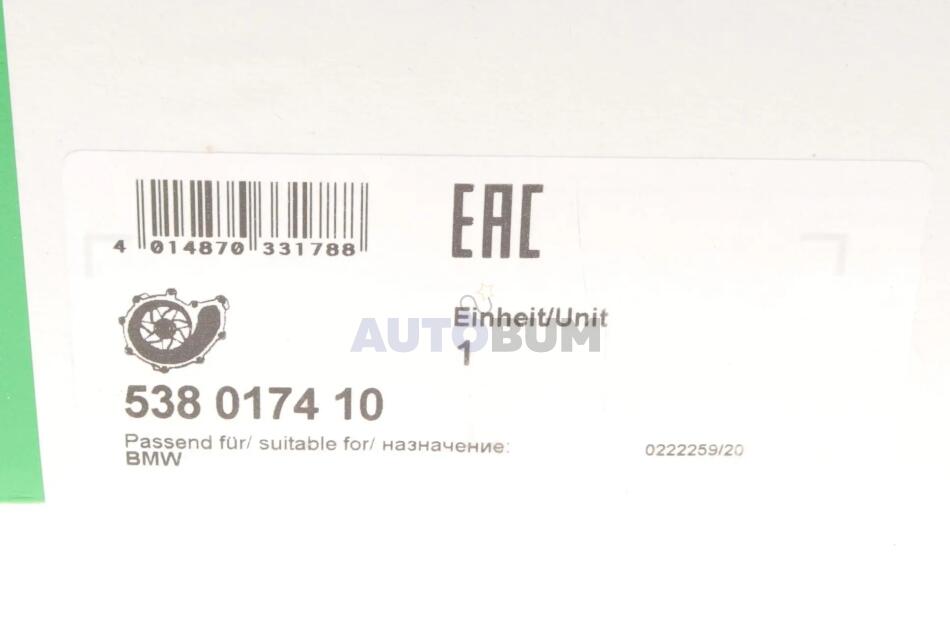 EAC
4 014870 331788
Einheit/Unit
AUTOBUM
1
538 0174 10
Passend für/ suitable for/ назначение:
BMW
0222259/20